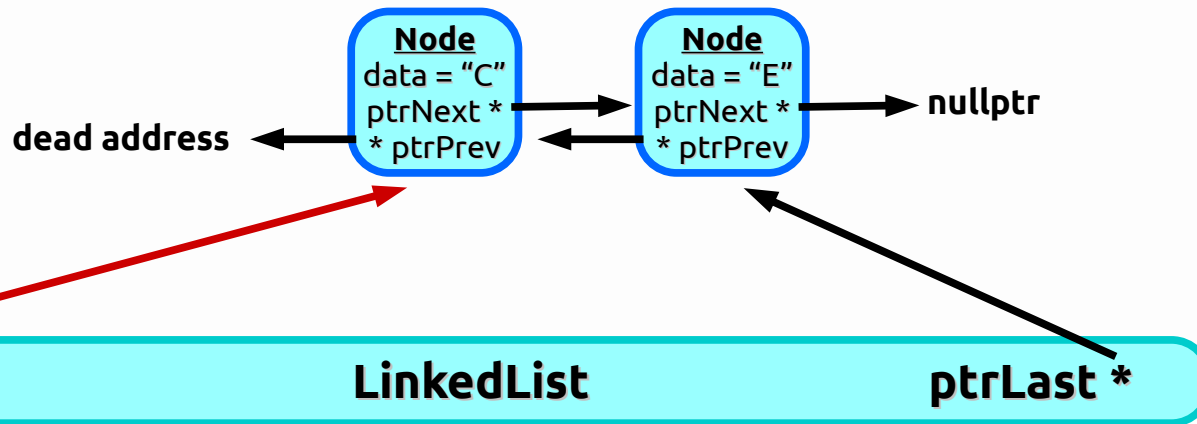 Node
data = “C”
ptrNext *
* ptrPrev
Node
data = “E”
ptrNext *
* ptrPrev
nullptr
dead address
LinkedList
ptrLast *